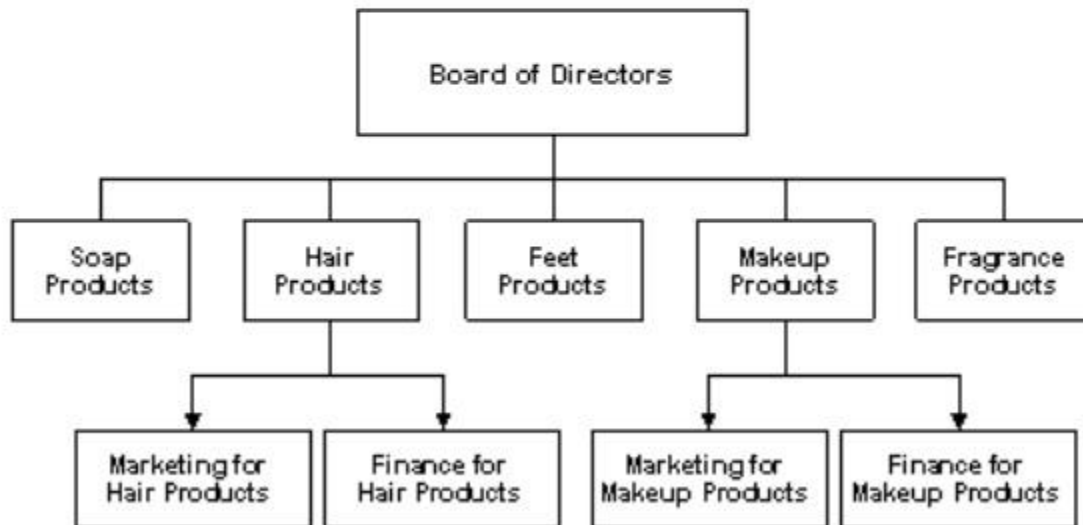 Board of Directors
Soap
Products
Hair
Products
Feet
Products
Makeup
Products
Fragrance
Products
Marketing for
Hair Products
Finance for
Hair Products
Marketing for
Makeup Products
Finance for
Makeup Products